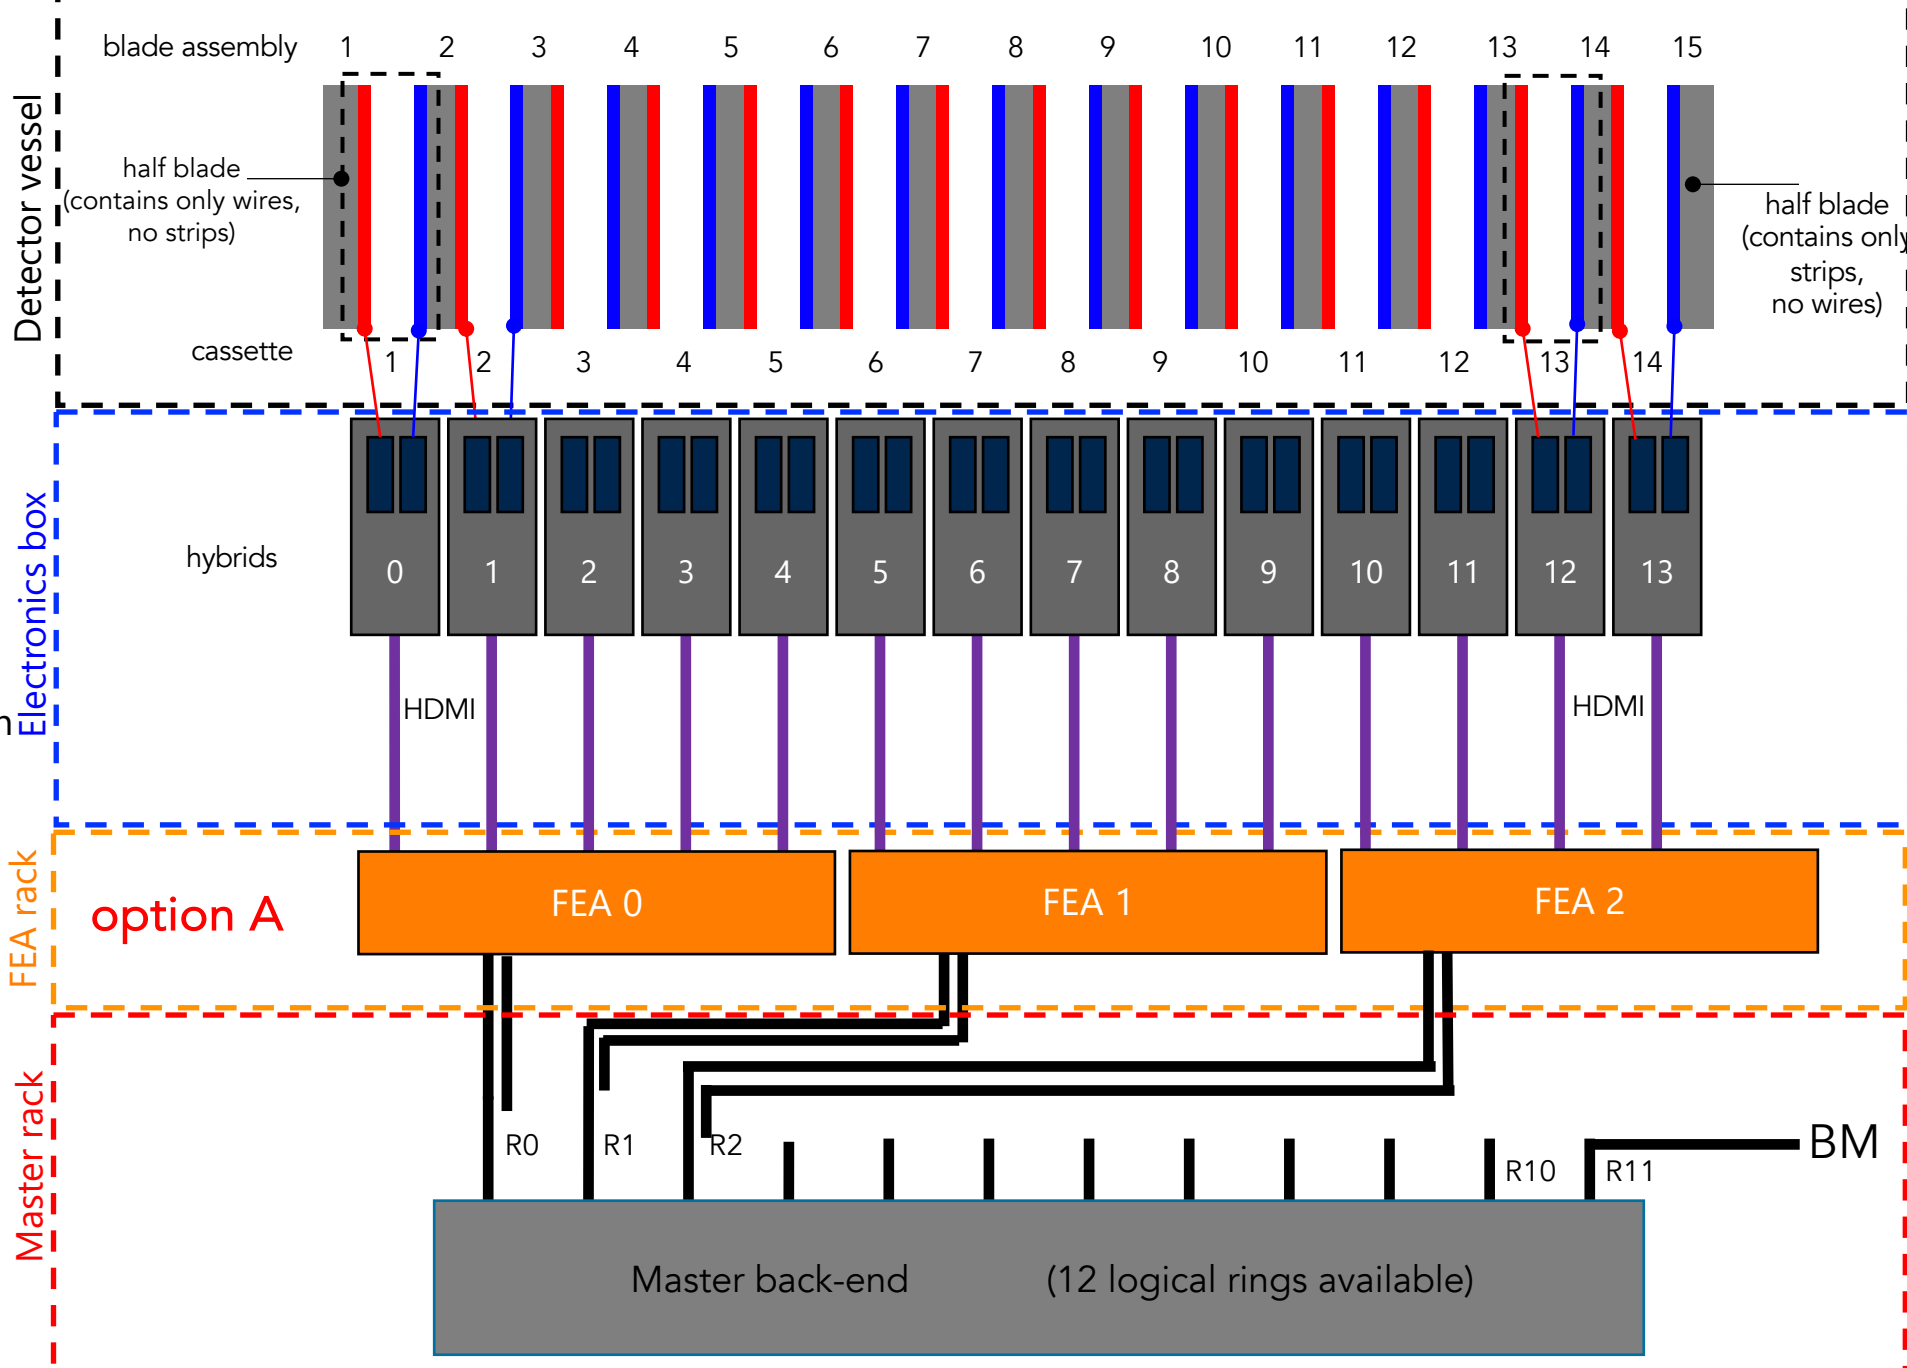 blade assembly 1 2 3 4 5 6 7 8 9 10 11 12 13 14 15
Detector vessel
half blade
(contains only wires,
no strips)
half blade
(contains only
strips,
no wires)
cassette 1 2 3 4 5 6 7 8 9 10 11 12 13 14
Electronics box
hybrids 0 1 2 3 4 5 6 7 8 9 10 11 12 13
HDMI HDMI
FEA rack
option A
FEA 0 FEA 1 FEA 2
Master rack
R0 R1 R2 R10 R11 BM
Master back-end (12 logical rings available)